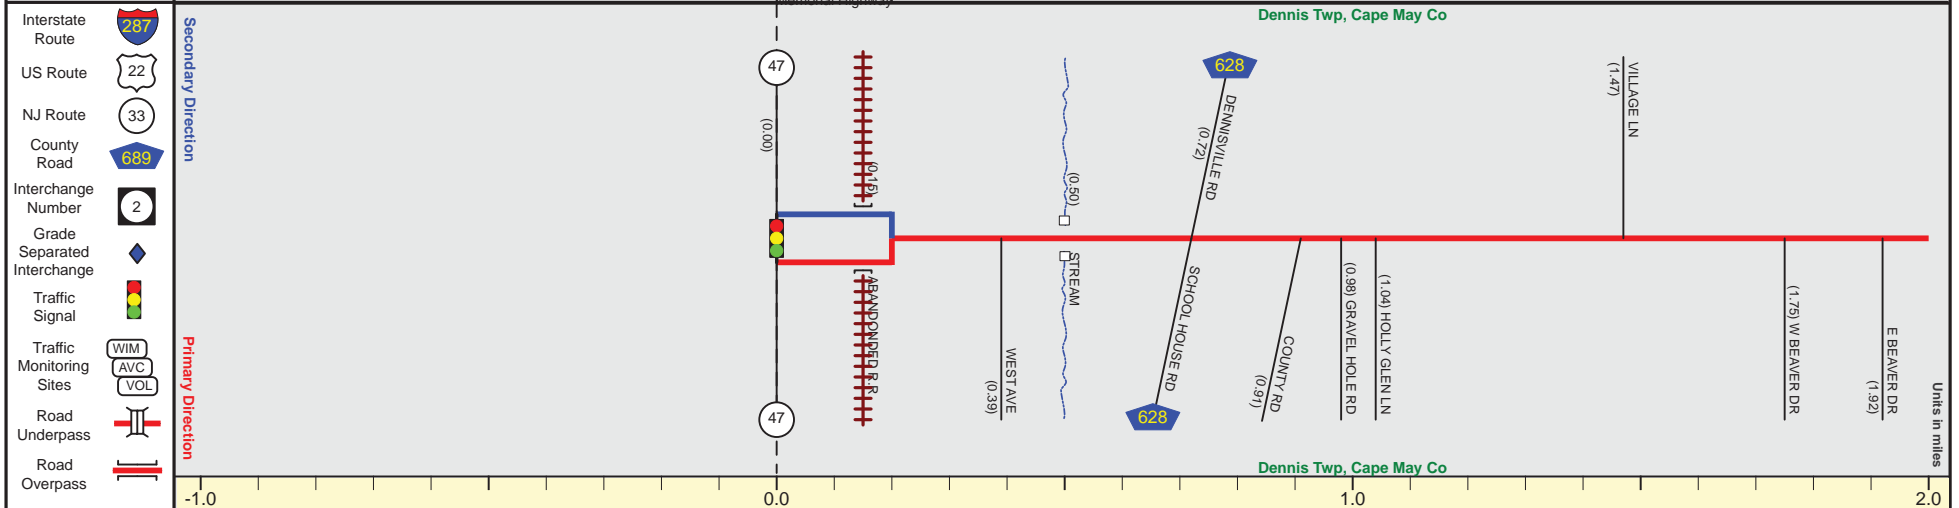 Memorial Highway
Interstate
Route
287
US Route
22
NJ Route
33
County
Road
689
Interchange
Number
2
Grade
Separated
Interchange
Traffic
Signal
Traffic
Monitoring
Sites
WIM
AVC
VOL
Road
Underpass
Road
Overpass
Secondary Direction
Primary Direction
Dennis Twp, Cape May Co
47
(0.00)
47
(0.15)
ABANDONDED R.R
WEST AVE
(0.39)
(0.50)
STREAM
628
DENNISVILLE RD
(0.72)
SCHOOL HOUSE RD
628
COUNTY RD
(0.91)
(0.98) GRAVEL HOLE RD
(1.04) HOLLY GLEN LN
VILLAGE LN
(1.47)
(1.75) W BEAVER DR
E BEAVER DR
(1.92)
Dennis Twp, Cape May Co
Units in miles
-1.0
0.0
1.0
2.0